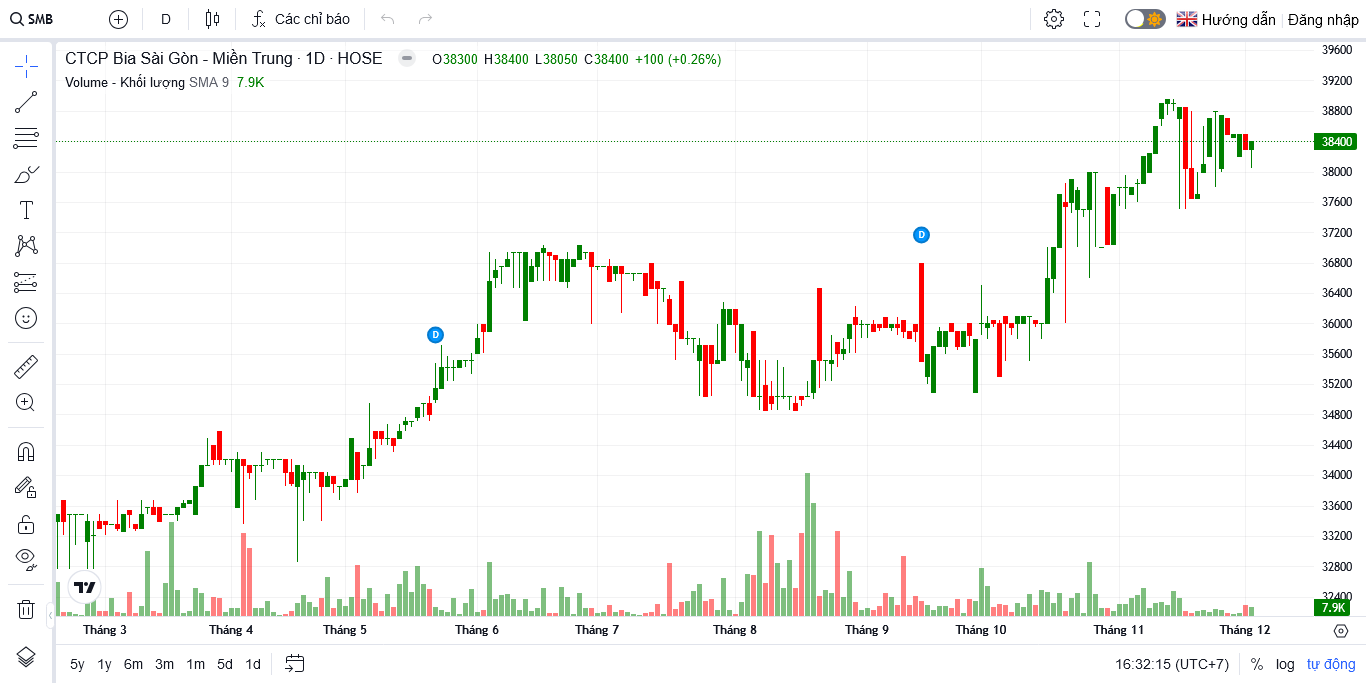 SMB D Các chỉ báo Hướng dẫn Đăng nhập
CTCP Bia Sài Gòn - Miền Trung · 1D · HOSE O38300 H38400 L38050 C38400 +100 (+0.26%)
Volume - Khối lượng SMA 9 7.9K
39600
39200
38800
38400
38000
37600
37200
36800
36400
36000
35600
35200
34800
34400
34000
33600
33200
32800
32400
7.9K
D
D
Tháng 3 Tháng 4 Tháng 5 Tháng 6 Tháng 7 Tháng 8 Tháng 9 Tháng 10 Tháng 11 Tháng 12
5y 1y 6m 3m 1m 5d 1d 16:32:15 (UTC+7) % log tự động